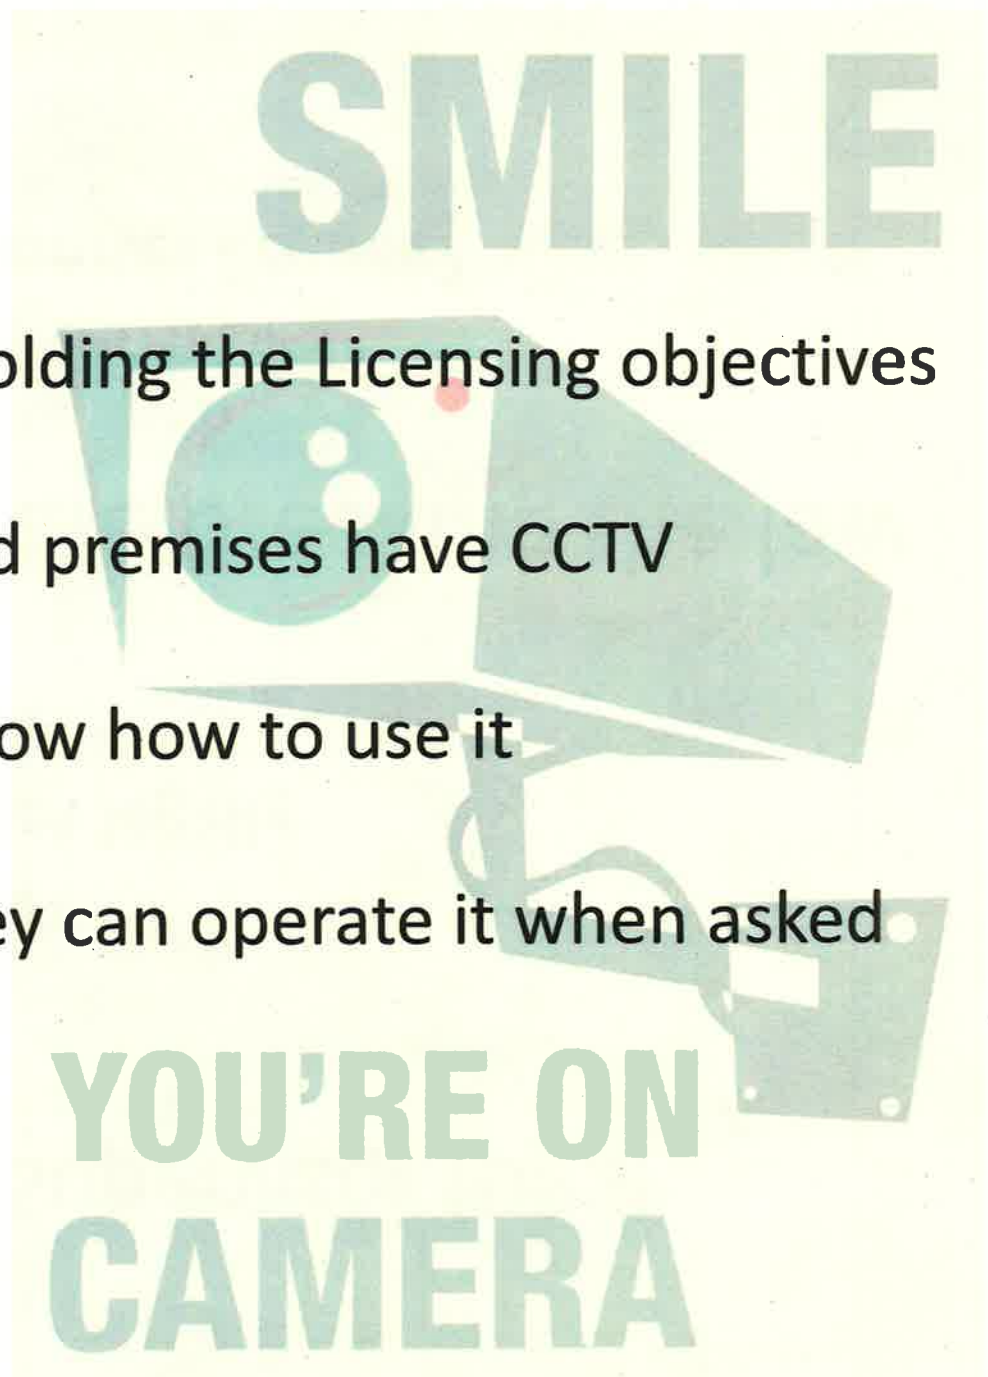 SMILE
olding the Licensing objectives
d premises have CCTV
ow how to use it
ey can operate it when asked
YOU'RE ON
CAMERA